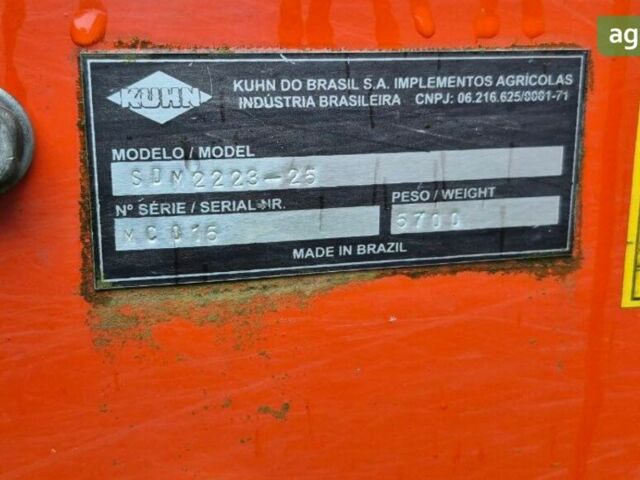 ag
KUHN
KUHN DO BRASIL S.A. IMPLEMENTOS AGRÍCOLAS
INDÚSTRIA BRASILEIRA CNPJ: 06.216.625/0001-71
MODELO / MODEL
SDM2223-25
Nº SÉRIE / SERIAL NR.
PESO / WEIGHT
5700
MADE IN BRAZIL